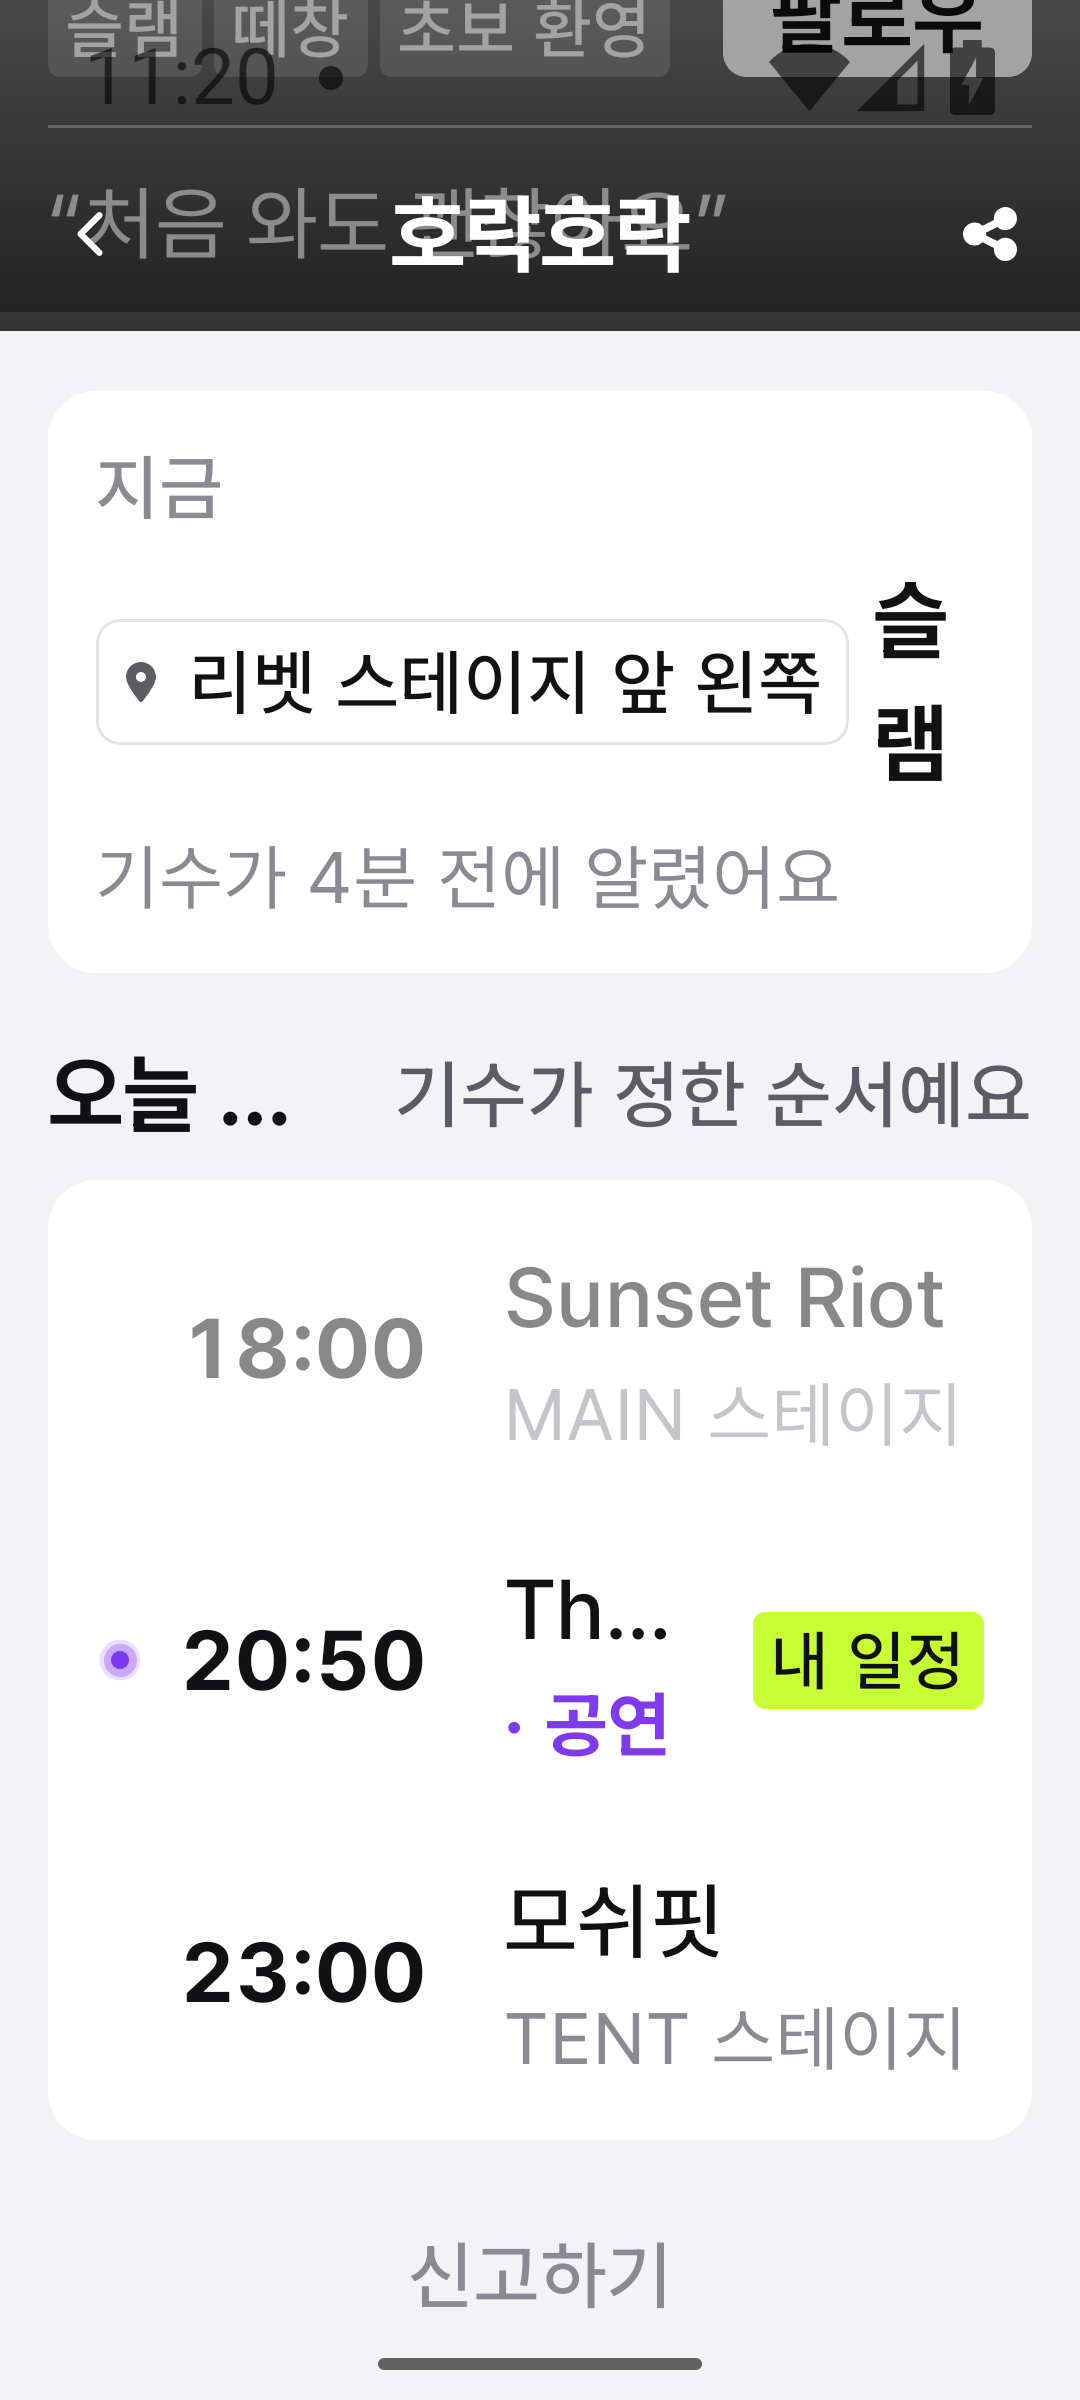 슬램 떼창 초보 환영 팔로우
11:20
“처음 와도 괜찮아요”
호락호락
지금
리벳 스테이지 앞 왼쪽
슬
램
기수가 4분 전에 알렸어요
오늘 ...
기수가 정한 순서예요
Sunset Riot
18:00
MAIN 스테이지
Th...
20:50
내 일정
· 공연
모쉬핏
23:00
TENT 스테이지
신고하기